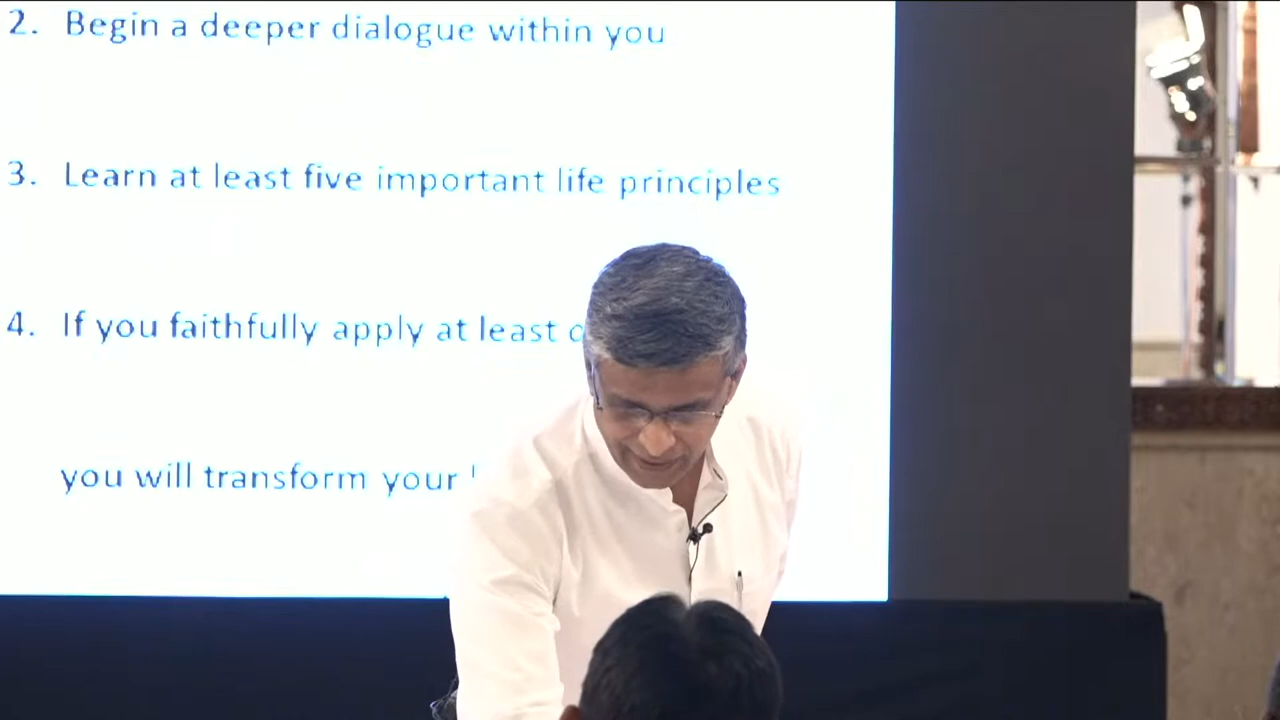 2. Begin a deeper dialogue within you
3. Learn at least five important life principles
4. If you faithfully apply at least
you will transform your